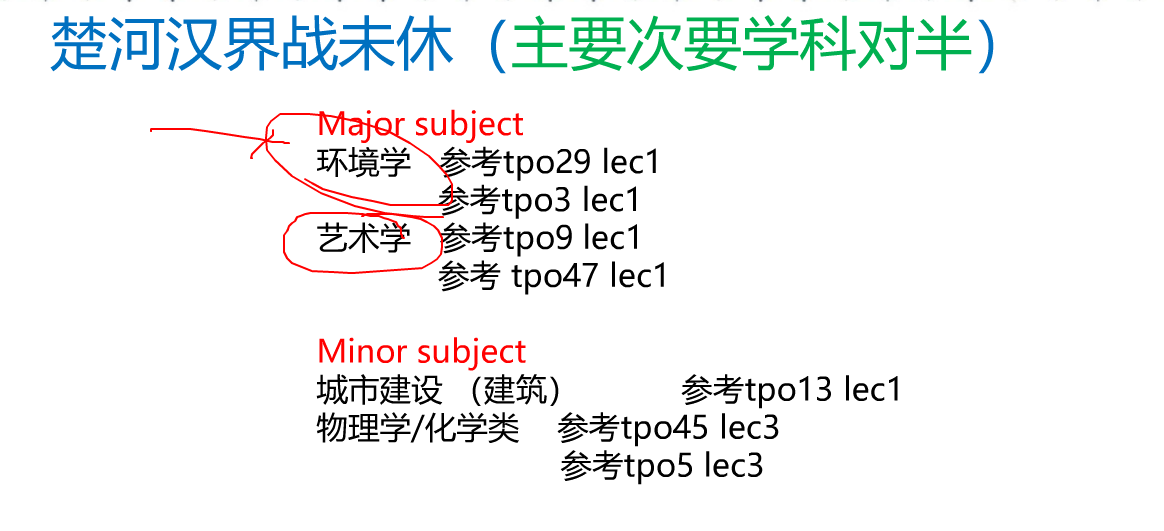 楚河汉界战未休（主要次要学科对半）
Major subject
环境学 参考tpo29 lec1
参考tpo3 lec1
艺术学 参考tpo9 lec1
参考 tpo47 lec1
Minor subject
城市建设 （建筑） 参考tpo13 lec1
物理学/化学类 参考tpo45 lec3
参考tpo5 lec3